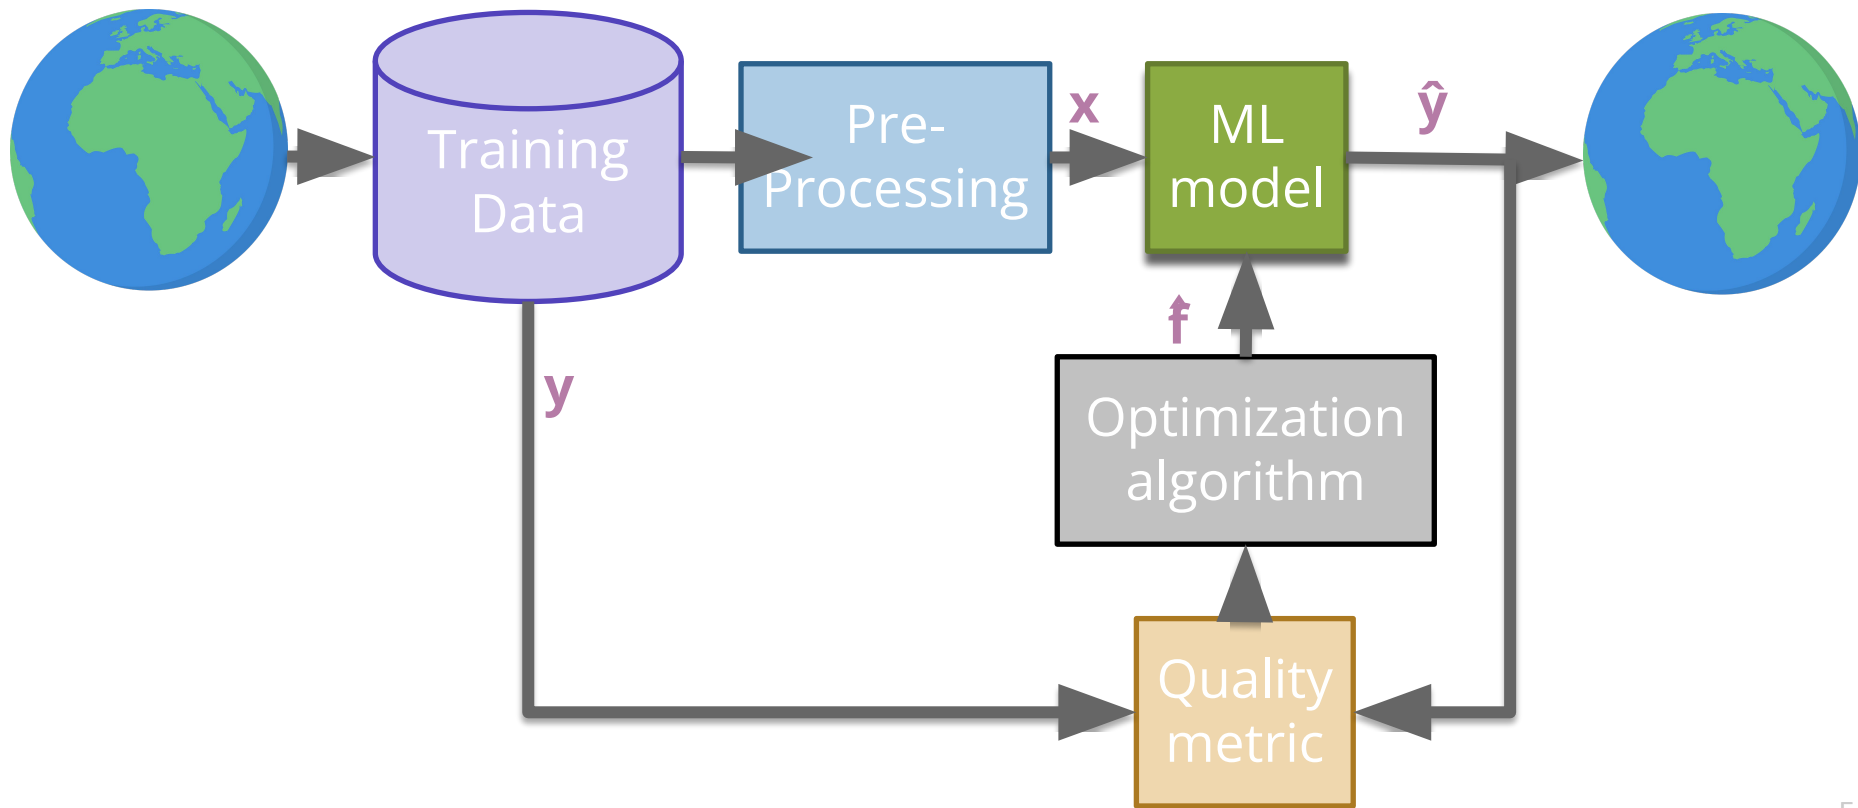 Training
Data
Pre-
Processing
x
ML
model
ŷ
f̂
y
Optimization
algorithm
Quality
metric